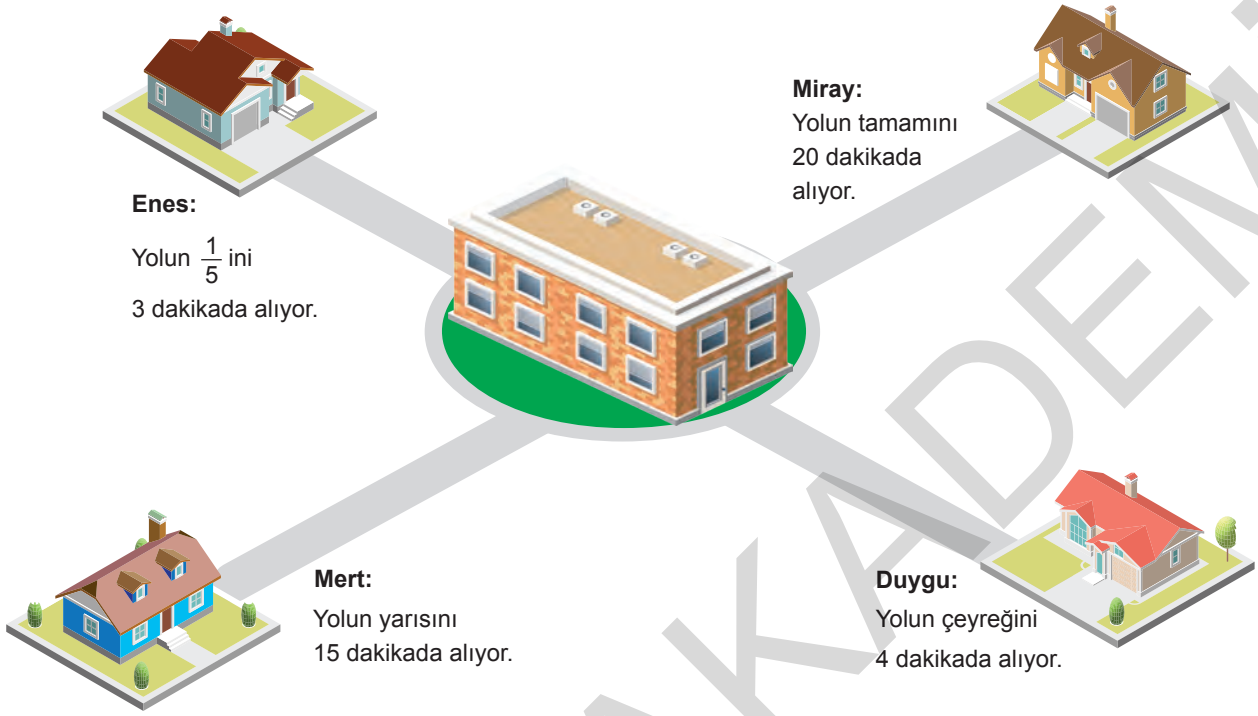 Miray:
Yolun tamamını
20 dakikada
alıyor.
Enes:
Yolun 1/5 ini
3 dakikada alıyor.
Mert:
Yolun yarısını
15 dakikada alıyor.
Duygu:
Yolun çeyreğini
4 dakikada alıyor.
AKADEMİ